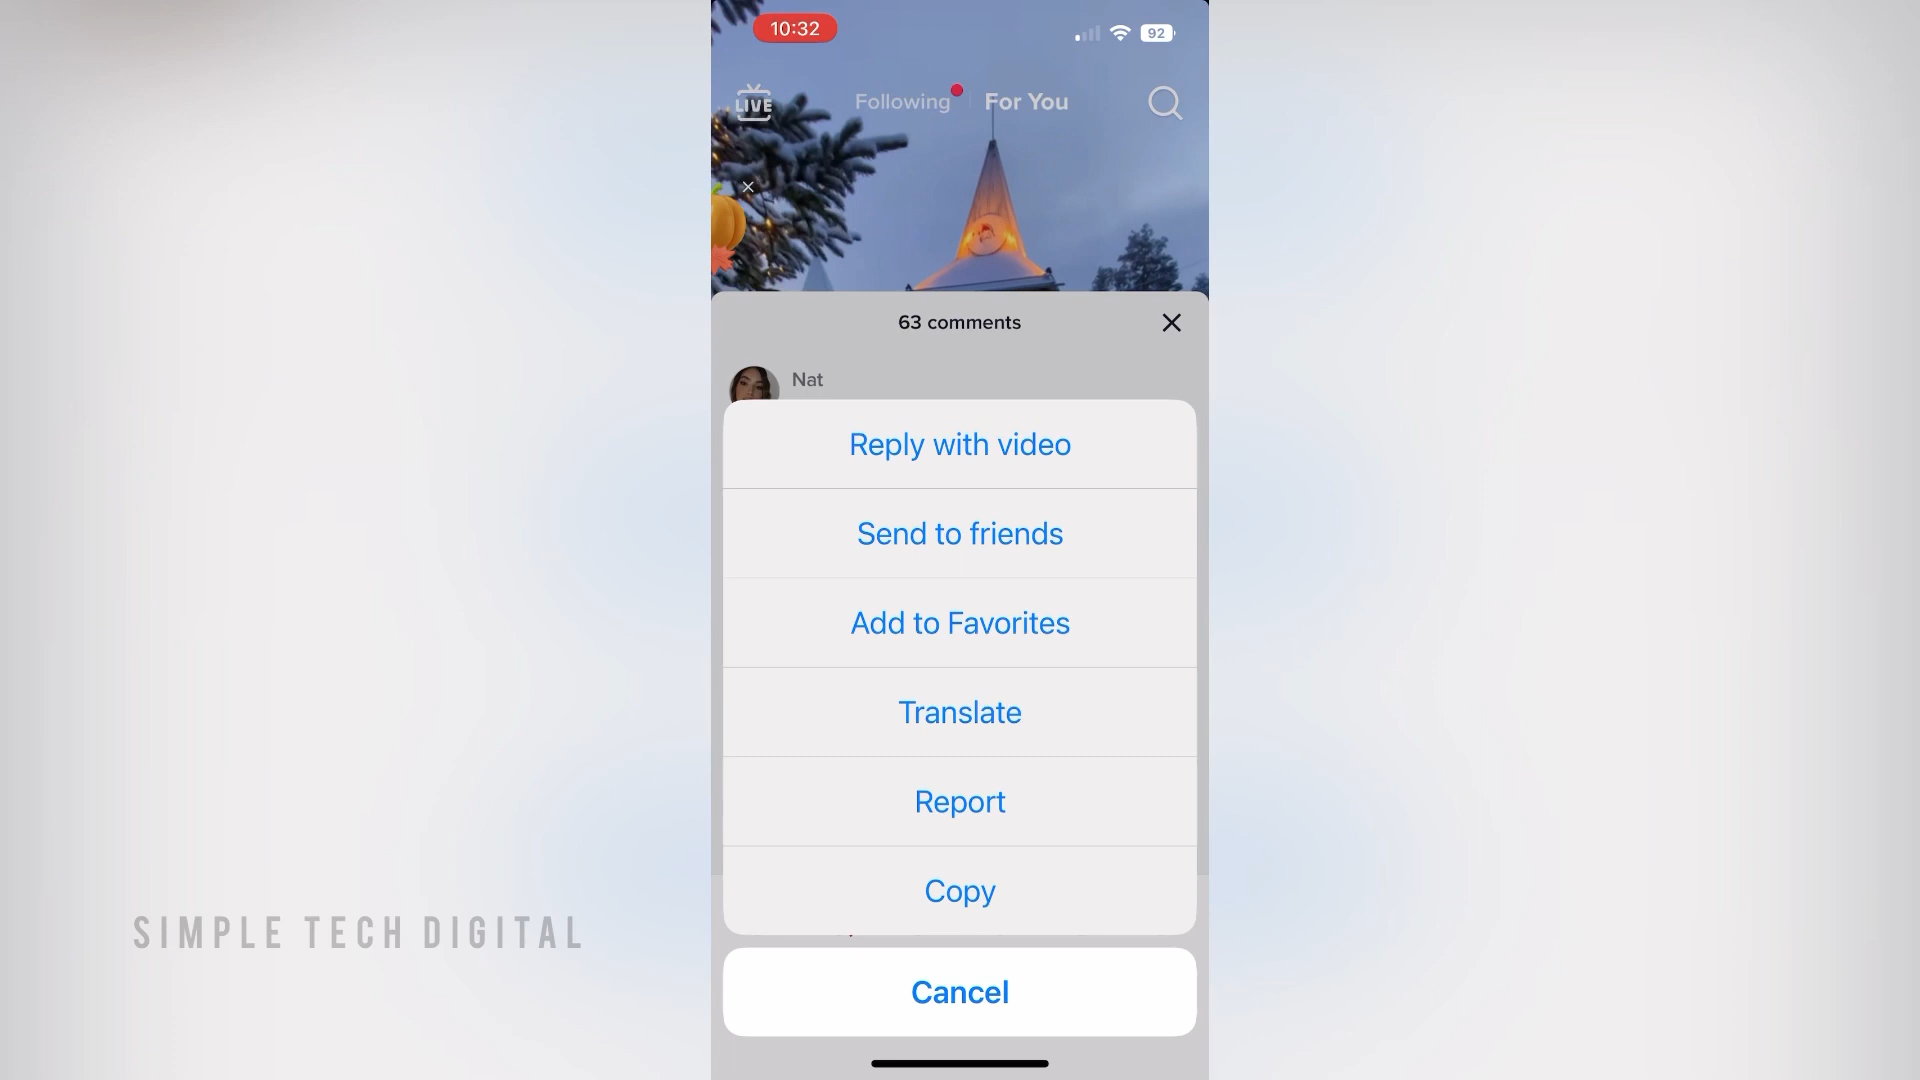 10:32
92
LIVE
Following
For You
63 comments
Nat
Reply with video
Send to friends
Add to Favorites
Translate
Report
Copy
SIMPLE TECH DIGITAL
Cancel